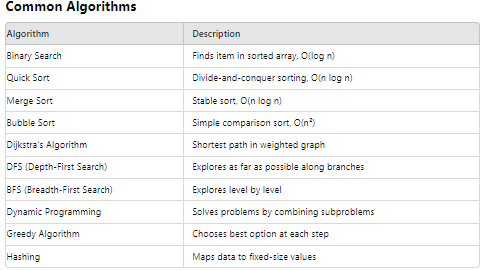 Common Algorithms
Algorithm Description
Binary Search Finds item in sorted array, O(log n)
Quick Sort Divide-and-conquer sorting, O(n log n)
Merge Sort Stable sort, O(n log n)
Bubble Sort Simple comparison sort, O(n²)
Dijkstra's Algorithm Shortest path in weighted graph
DFS (Depth-First Search) Explores as far as possible along branches
BFS (Breadth-First Search) Explores level by level
Dynamic Programming Solves problems by combining subproblems
Greedy Algorithm Chooses best option at each step
Hashing Maps data to fixed-size values